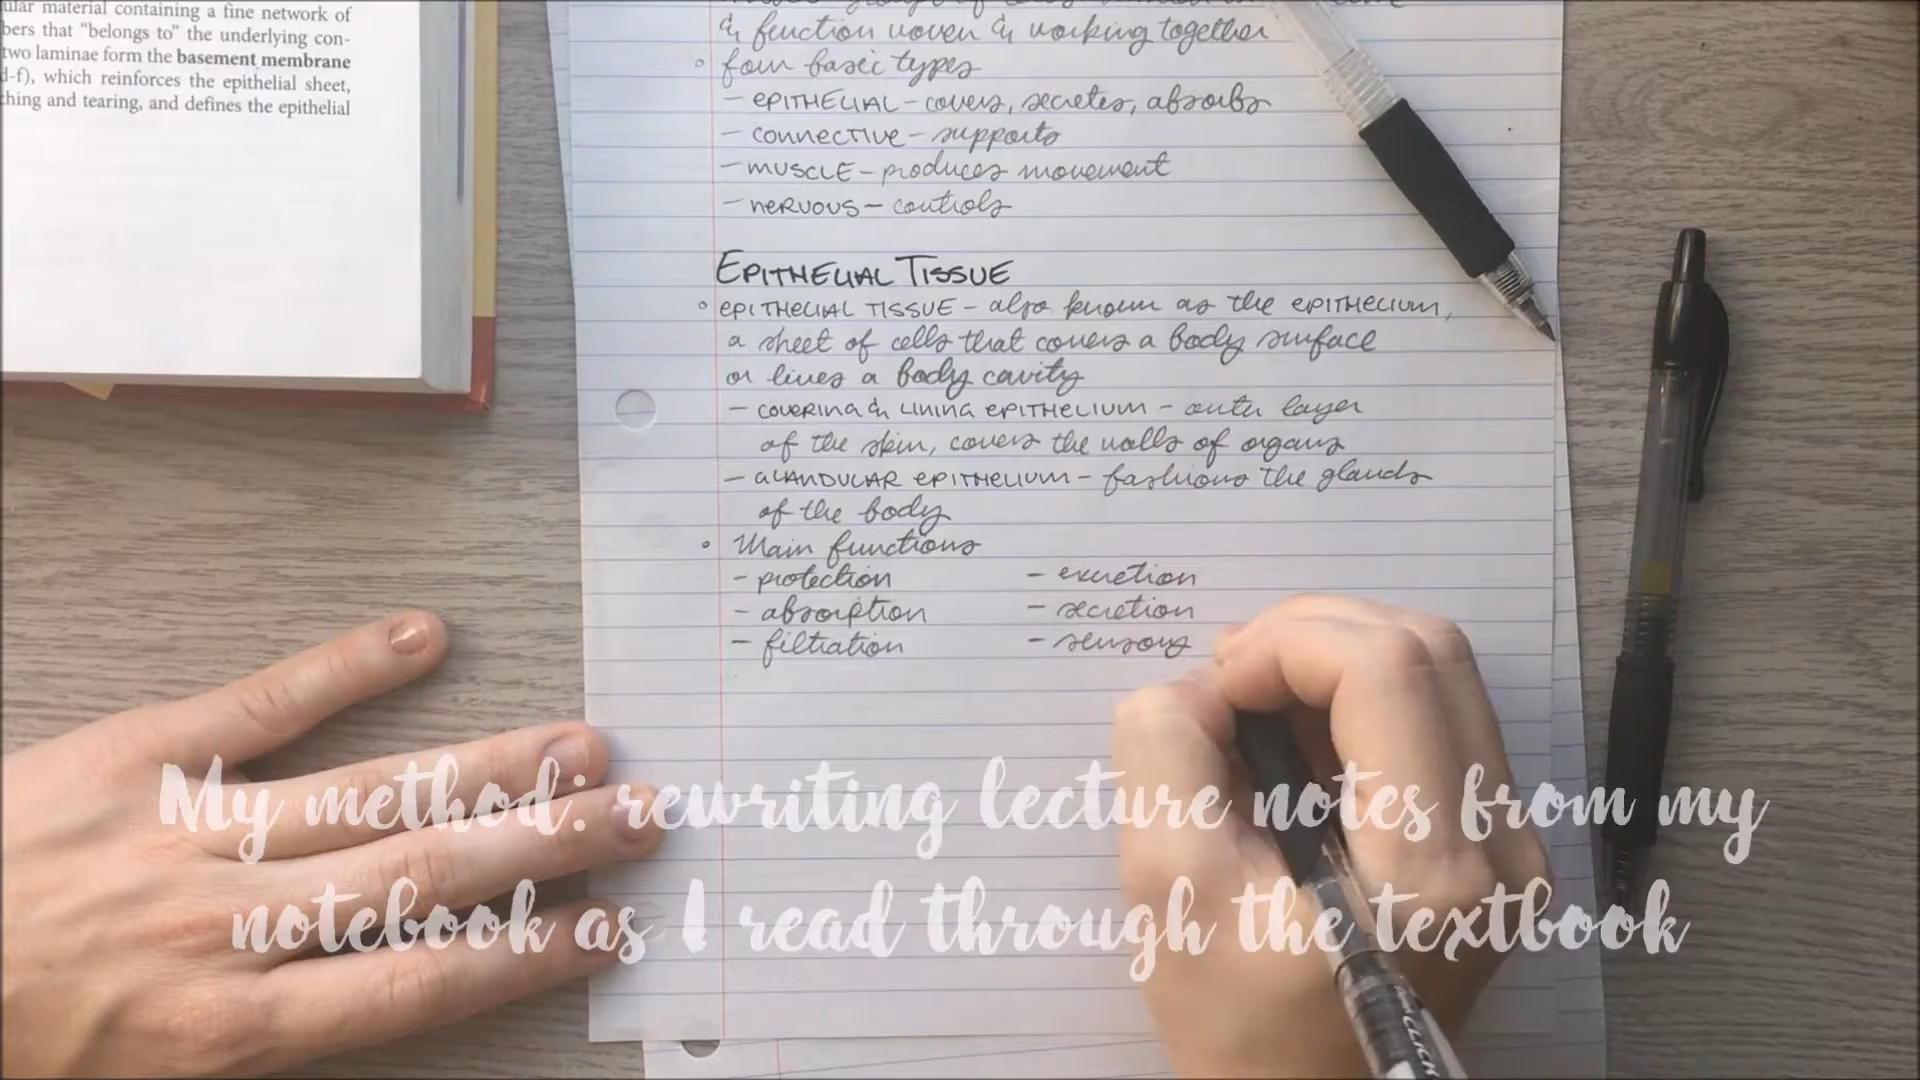 ular material containing a fine network of
bers that "belongs to" the underlying con-
two laminae form the basement membrane
d-f), which reinforces the epithelial sheet,
hing and tearing, and defines the epithelial
& function woven & working together
◦ four basic types
– EPITHELIAL – covers, secretes, absorbs
– CONNECTIVE – supports
– MUSCLE – produces movement
– NERVOUS – controls
EPITHELIAL TISSUE
◦ EPITHELIAL TISSUE – also known as the EPITHELIUM,
a sheet of cells that covers a body surface
or lines a body cavity
– COVERING & LINING EPITHELIUM – outer layer
of the skin, covers the walls of organs
– GLANDULAR EPITHELIUM – fashions the glands
of the body
◦ Main functions
– protection – excretion
– absorption – secretion
– filtration – sensory
My method: rewriting lecture notes from my
notebook as I read through the textbook
CLICK